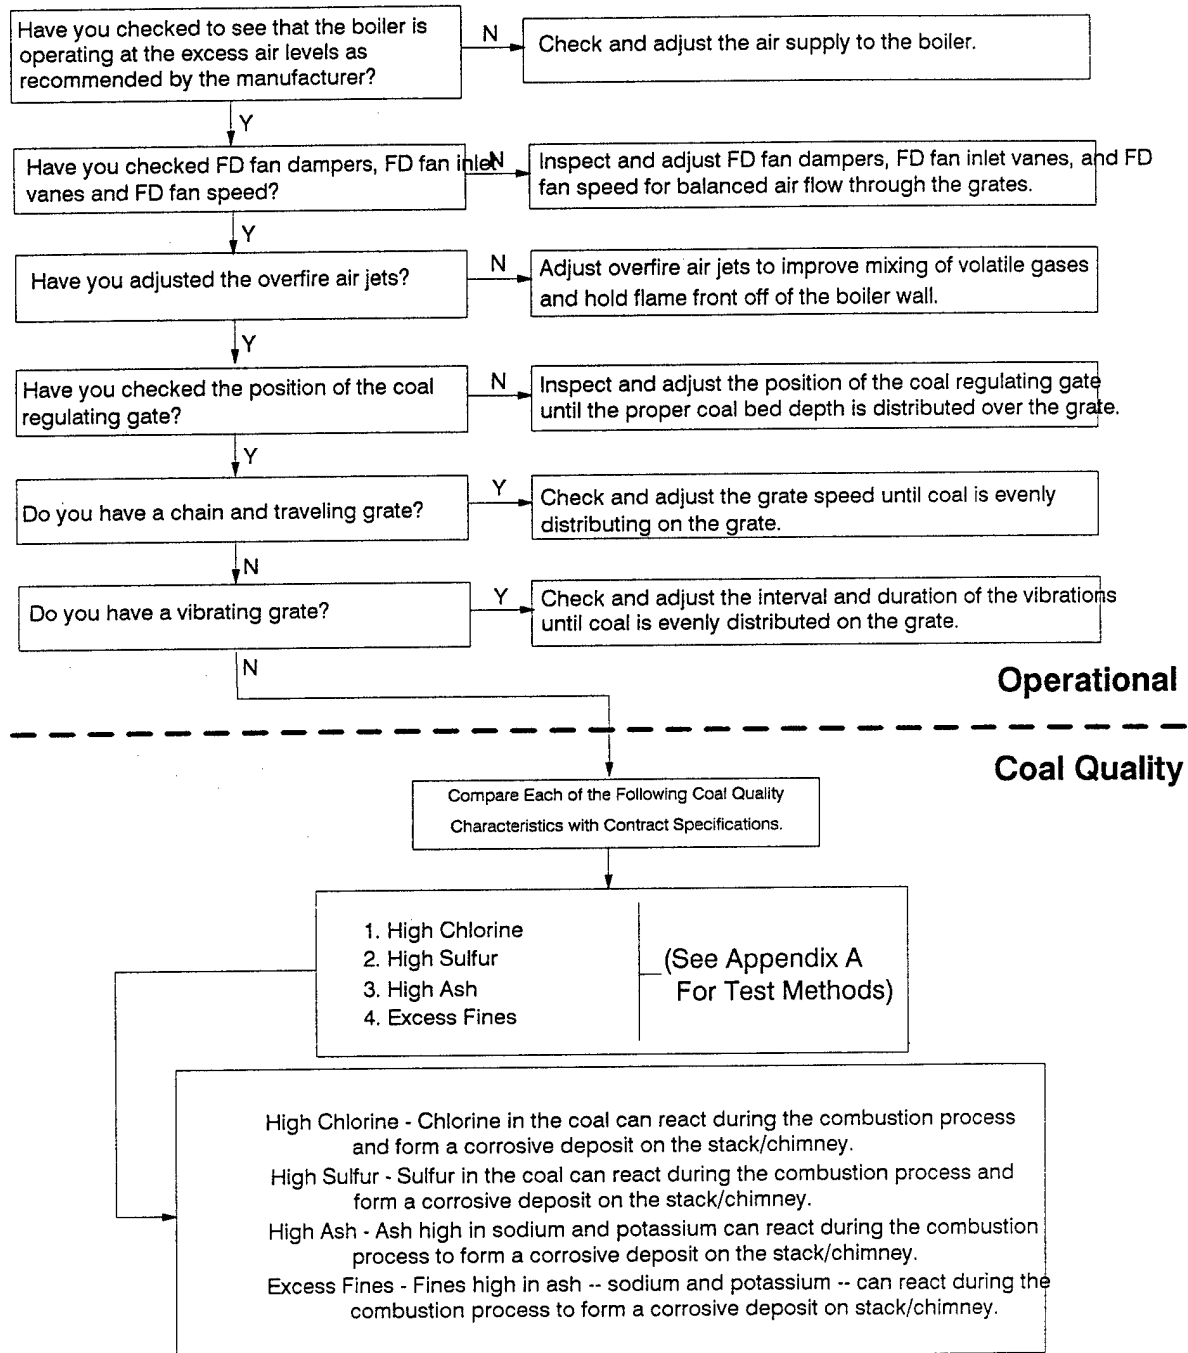 Have you checked to see that the boiler is
operating at the excess air levels as
recommended by the manufacturer?
N
Check and adjust the air supply to the boiler.
Y
Have you checked FD fan dampers, FD fan inlet
vanes and FD fan speed?
N
Inspect and adjust FD fan dampers, FD fan inlet vanes, and FD
fan speed for balanced air flow through the grates.
Y
Have you adjusted the overfire air jets?
N
Adjust overfire air jets to improve mixing of volatile gases
and hold flame front off of the boiler wall.
Y
Have you checked the position of the coal
regulating gate?
N
Inspect and adjust the position of the coal regulating gate
until the proper coal bed depth is distributed over the grate.
Y
Do you have a chain and traveling grate?
Y
Check and adjust the grate speed until coal is evenly
distributing on the grate.
N
Do you have a vibrating grate?
Y
Check and adjust the interval and duration of the vibrations
until coal is evenly distributed on the grate.
N
Operational
Coal Quality
Compare Each of the Following Coal Quality
Characteristics with Contract Specifications.
1. High Chlorine
2. High Sulfur
3. High Ash
4. Excess Fines
(See Appendix A
For Test Methods)
High Chlorine - Chlorine in the coal can react during the combustion process
and form a corrosive deposit on the stack/chimney.
High Sulfur - Sulfur in the coal can react during the combustion process and
form a corrosive deposit on the stack/chimney.
High Ash - Ash high in sodium and potassium can react during the combustion
process to form a corrosive deposit on the stack/chimney.
Excess Fines - Fines high in ash -- sodium and potassium -- can react during the
combustion process to form a corrosive deposit on stack/chimney.